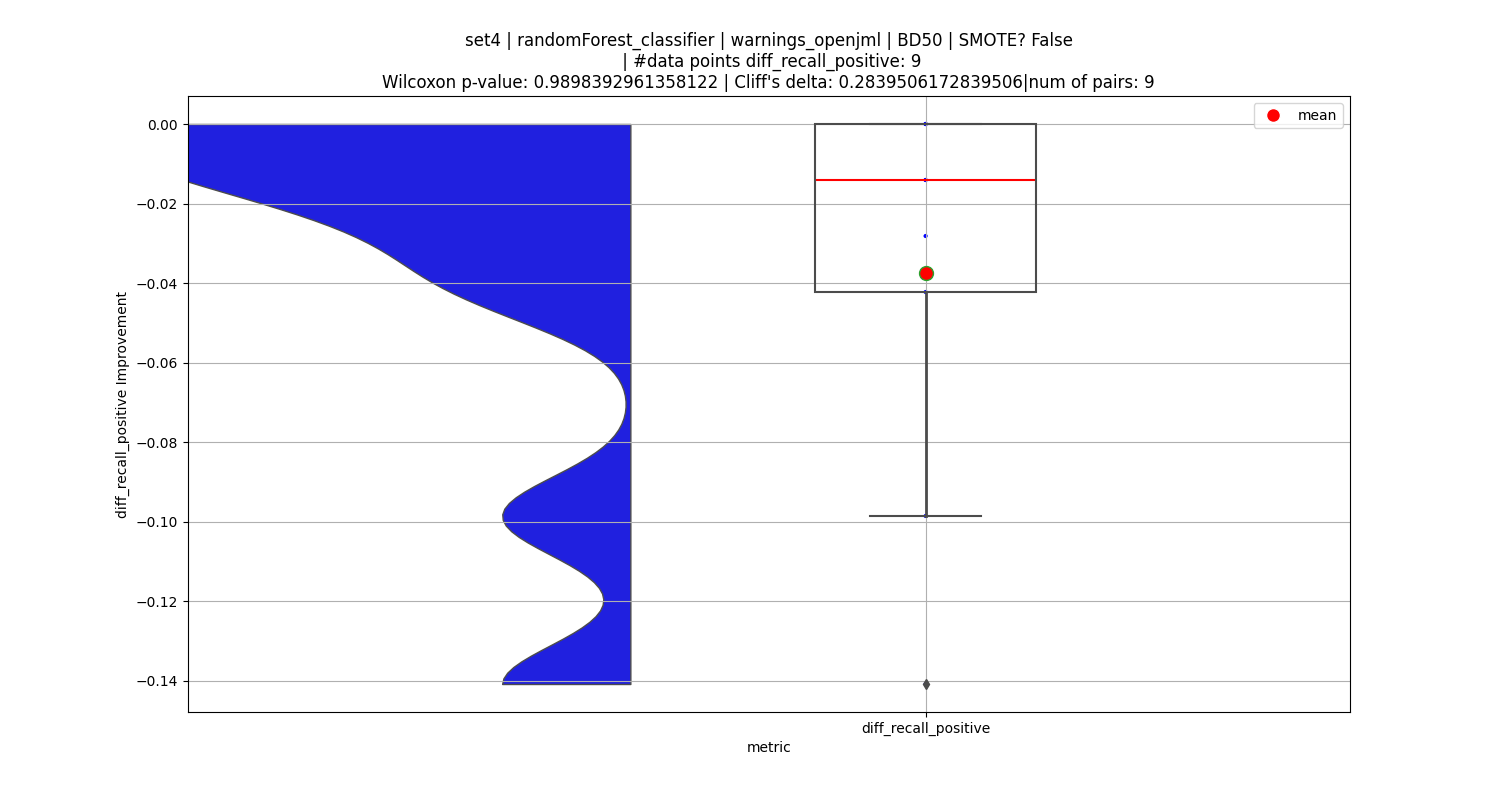 set4 | randomForest_classifier | warnings_openjml | BD50 | SMOTE? False
| #data points diff_recall_positive: 9
Wilcoxon p-value: 0.9898392961358122 | Cliff's delta: 0.2839506172839506|num of pairs: 9
mean
0.00
−0.02
−0.04
−0.06
−0.08
−0.10
−0.12
−0.14
diff_recall_positive Improvement
diff_recall_positive
metric